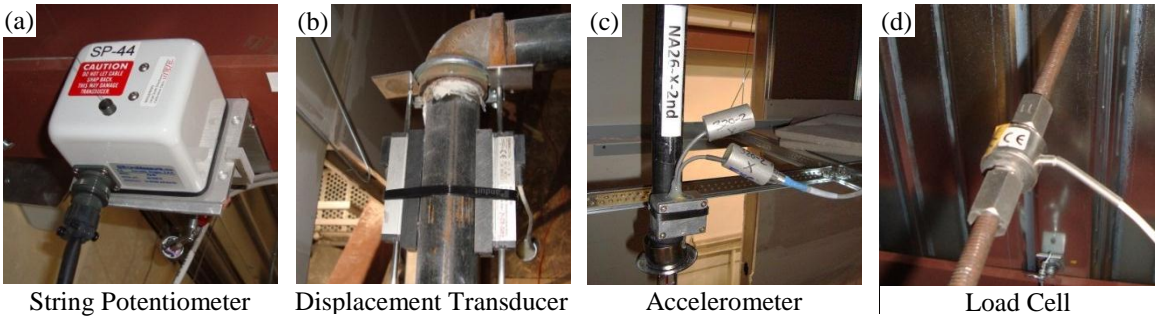 (a)
SP-44
CAUTION
DO NOT LET CABLE
SNAP BACK
THIS MAY DAMAGE
TRANSDUCER
String Potentiometer
(b)
Displacement Transducer
(c)
NA26-x-2nd
Accelerometer
(d)
CE
Load Cell